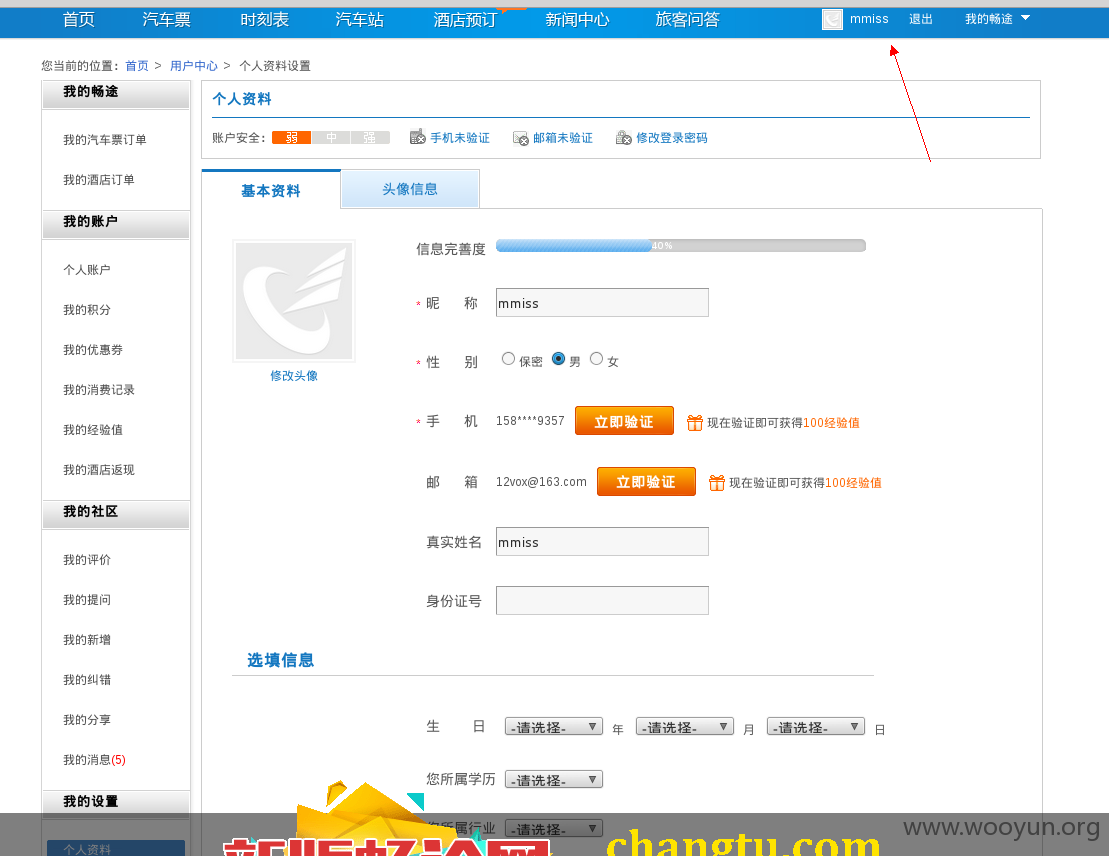 首页 汽车票 时刻表 汽车站 酒店预订 新闻中心 旅客问答 mmiss 退出 我的畅途
您当前的位置: 首页 > 用户中心 > 个人资料设置
我的畅途
我的汽车票订单
我的酒店订单
我的账户
个人账户
我的积分
我的优惠券
我的消费记录
我的经验值
我的酒店返现
我的社区
我的评价
我的提问
我的新增
我的纠错
我的分享
我的消息(5)
我的设置
个人资料
个人资料
账户安全: 弱 中 强 手机未验证 邮箱未验证 修改登录密码
基本资料 头像信息
修改头像
信息完善度 40%
* 昵 称 mmiss
* 性 别 保密 男 女
* 手 机 158****9357 立即验证 现在验证即可获得100经验值
邮 箱 12vox@163.com 立即验证 现在验证即可获得100经验值
真实姓名 mmiss
身份证号
选填信息
生 日 -请选择- 年 -请选择- 月 -请选择- 日
您所属学历 -请选择-
您所属行业 -请选择-
新版畅途网 changtu.com
www.wooyun.org